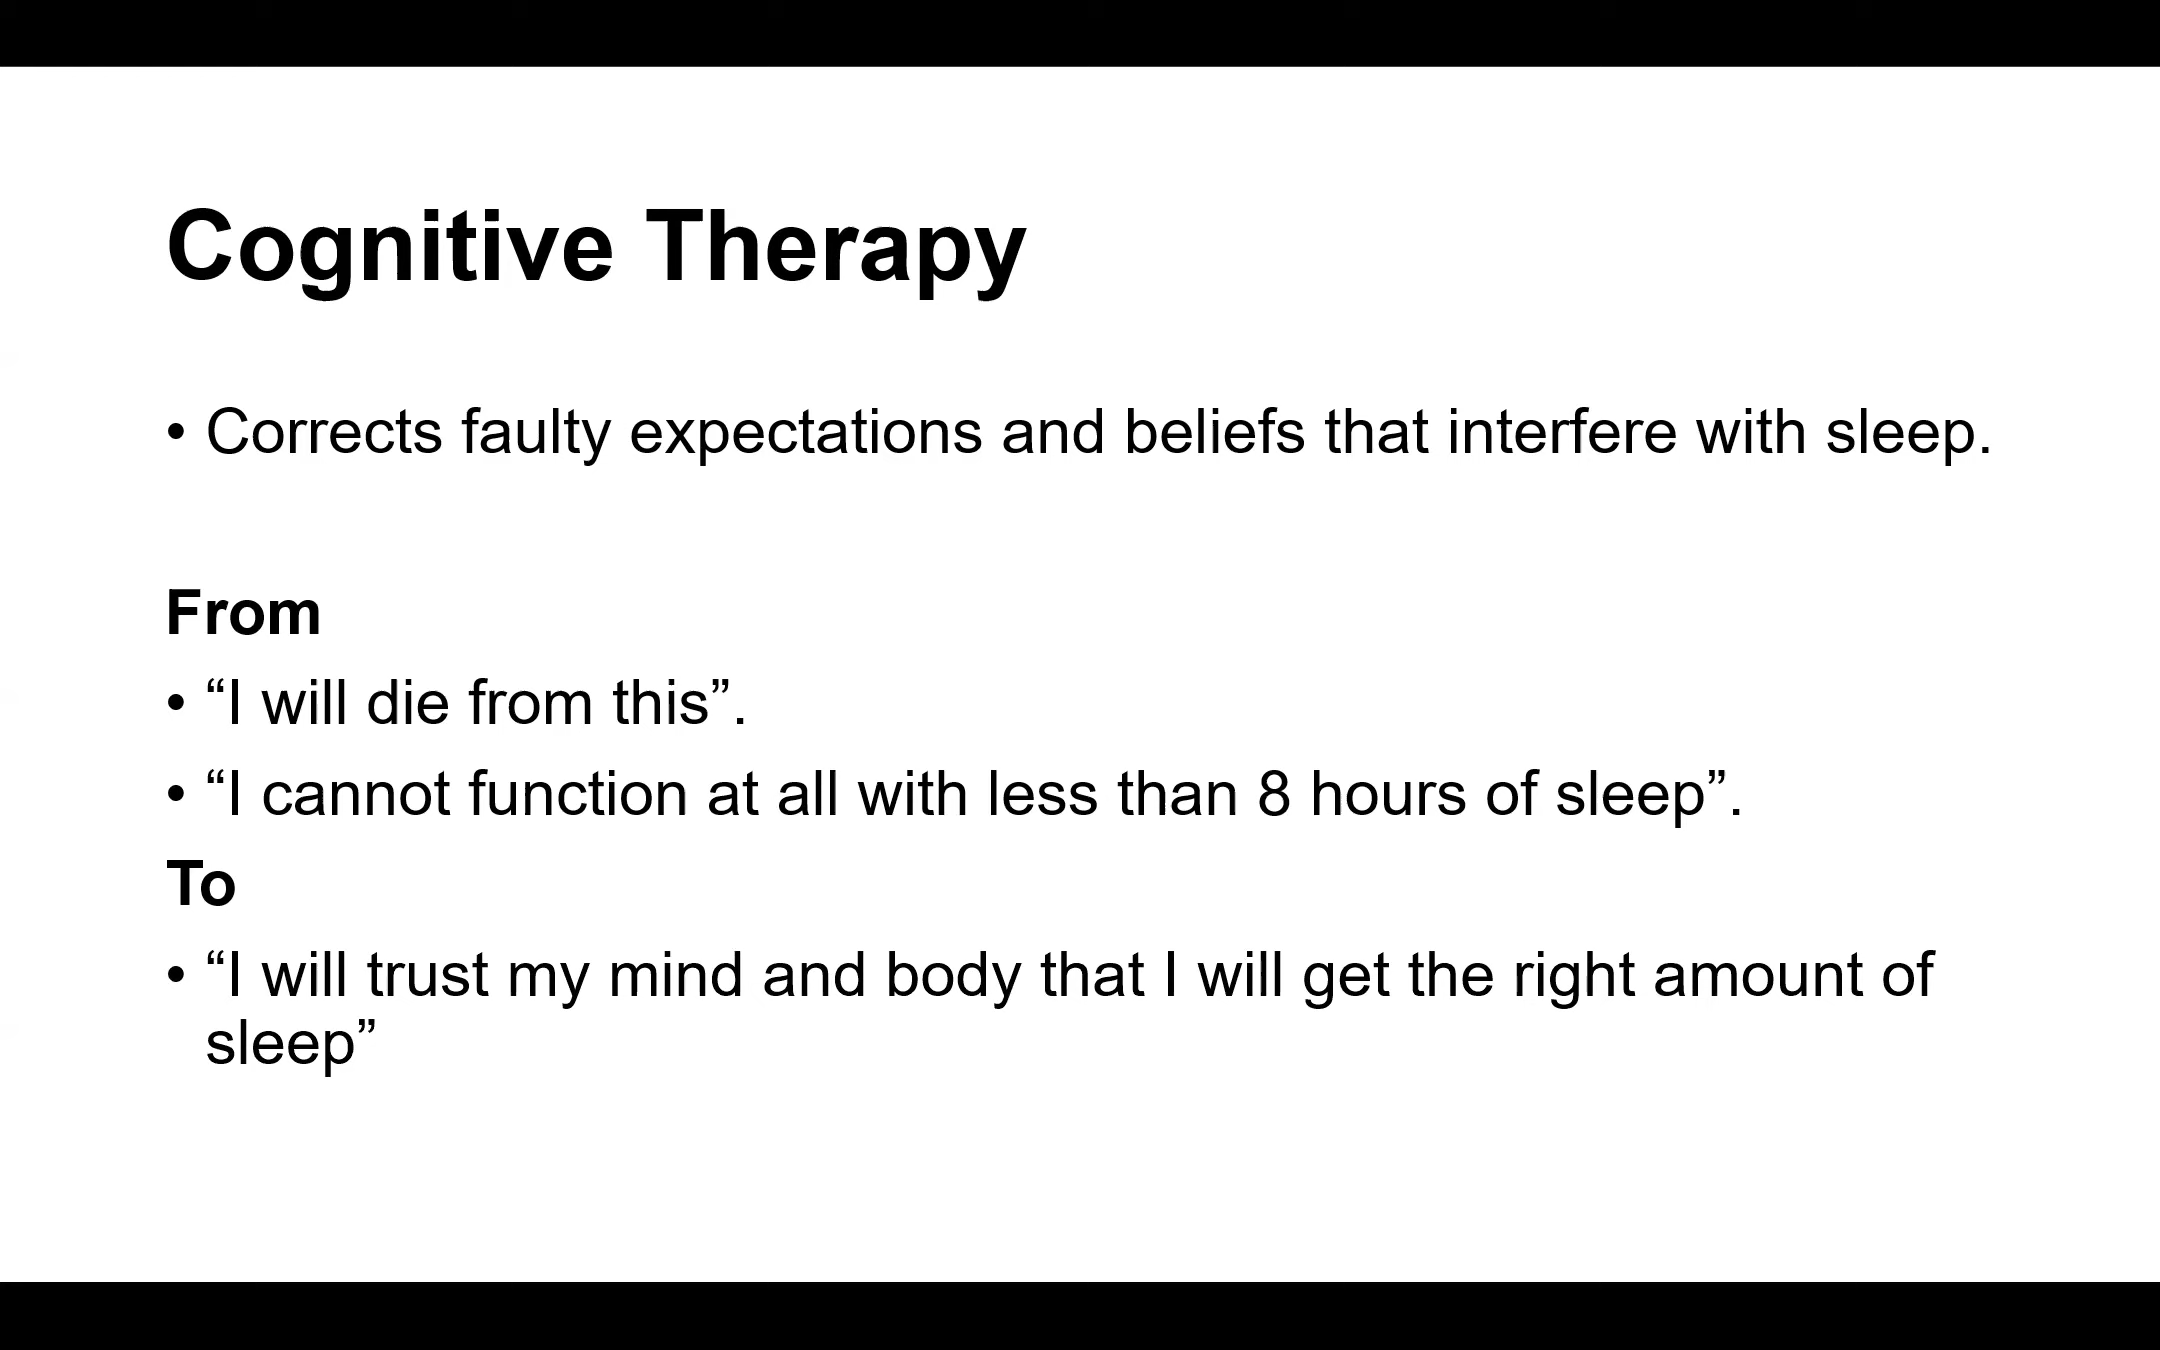 Cognitive Therapy
• Corrects faulty expectations and beliefs that interfere with sleep.
From
• “I will die from this”.
• “I cannot function at all with less than 8 hours of sleep”.
To
• “I will trust my mind and body that I will get the right amount of
sleep”